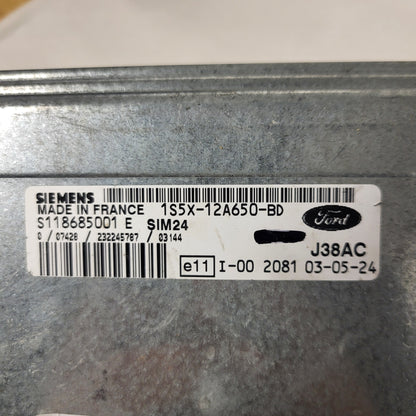 SIEMENS
MADE IN FRANCE 1S5X-12A650-BD
S118685001 E SIM24
0 / 07428 / 232245787 / 03144
Ford
J38AC
e11 I-00 2081 03-05-24